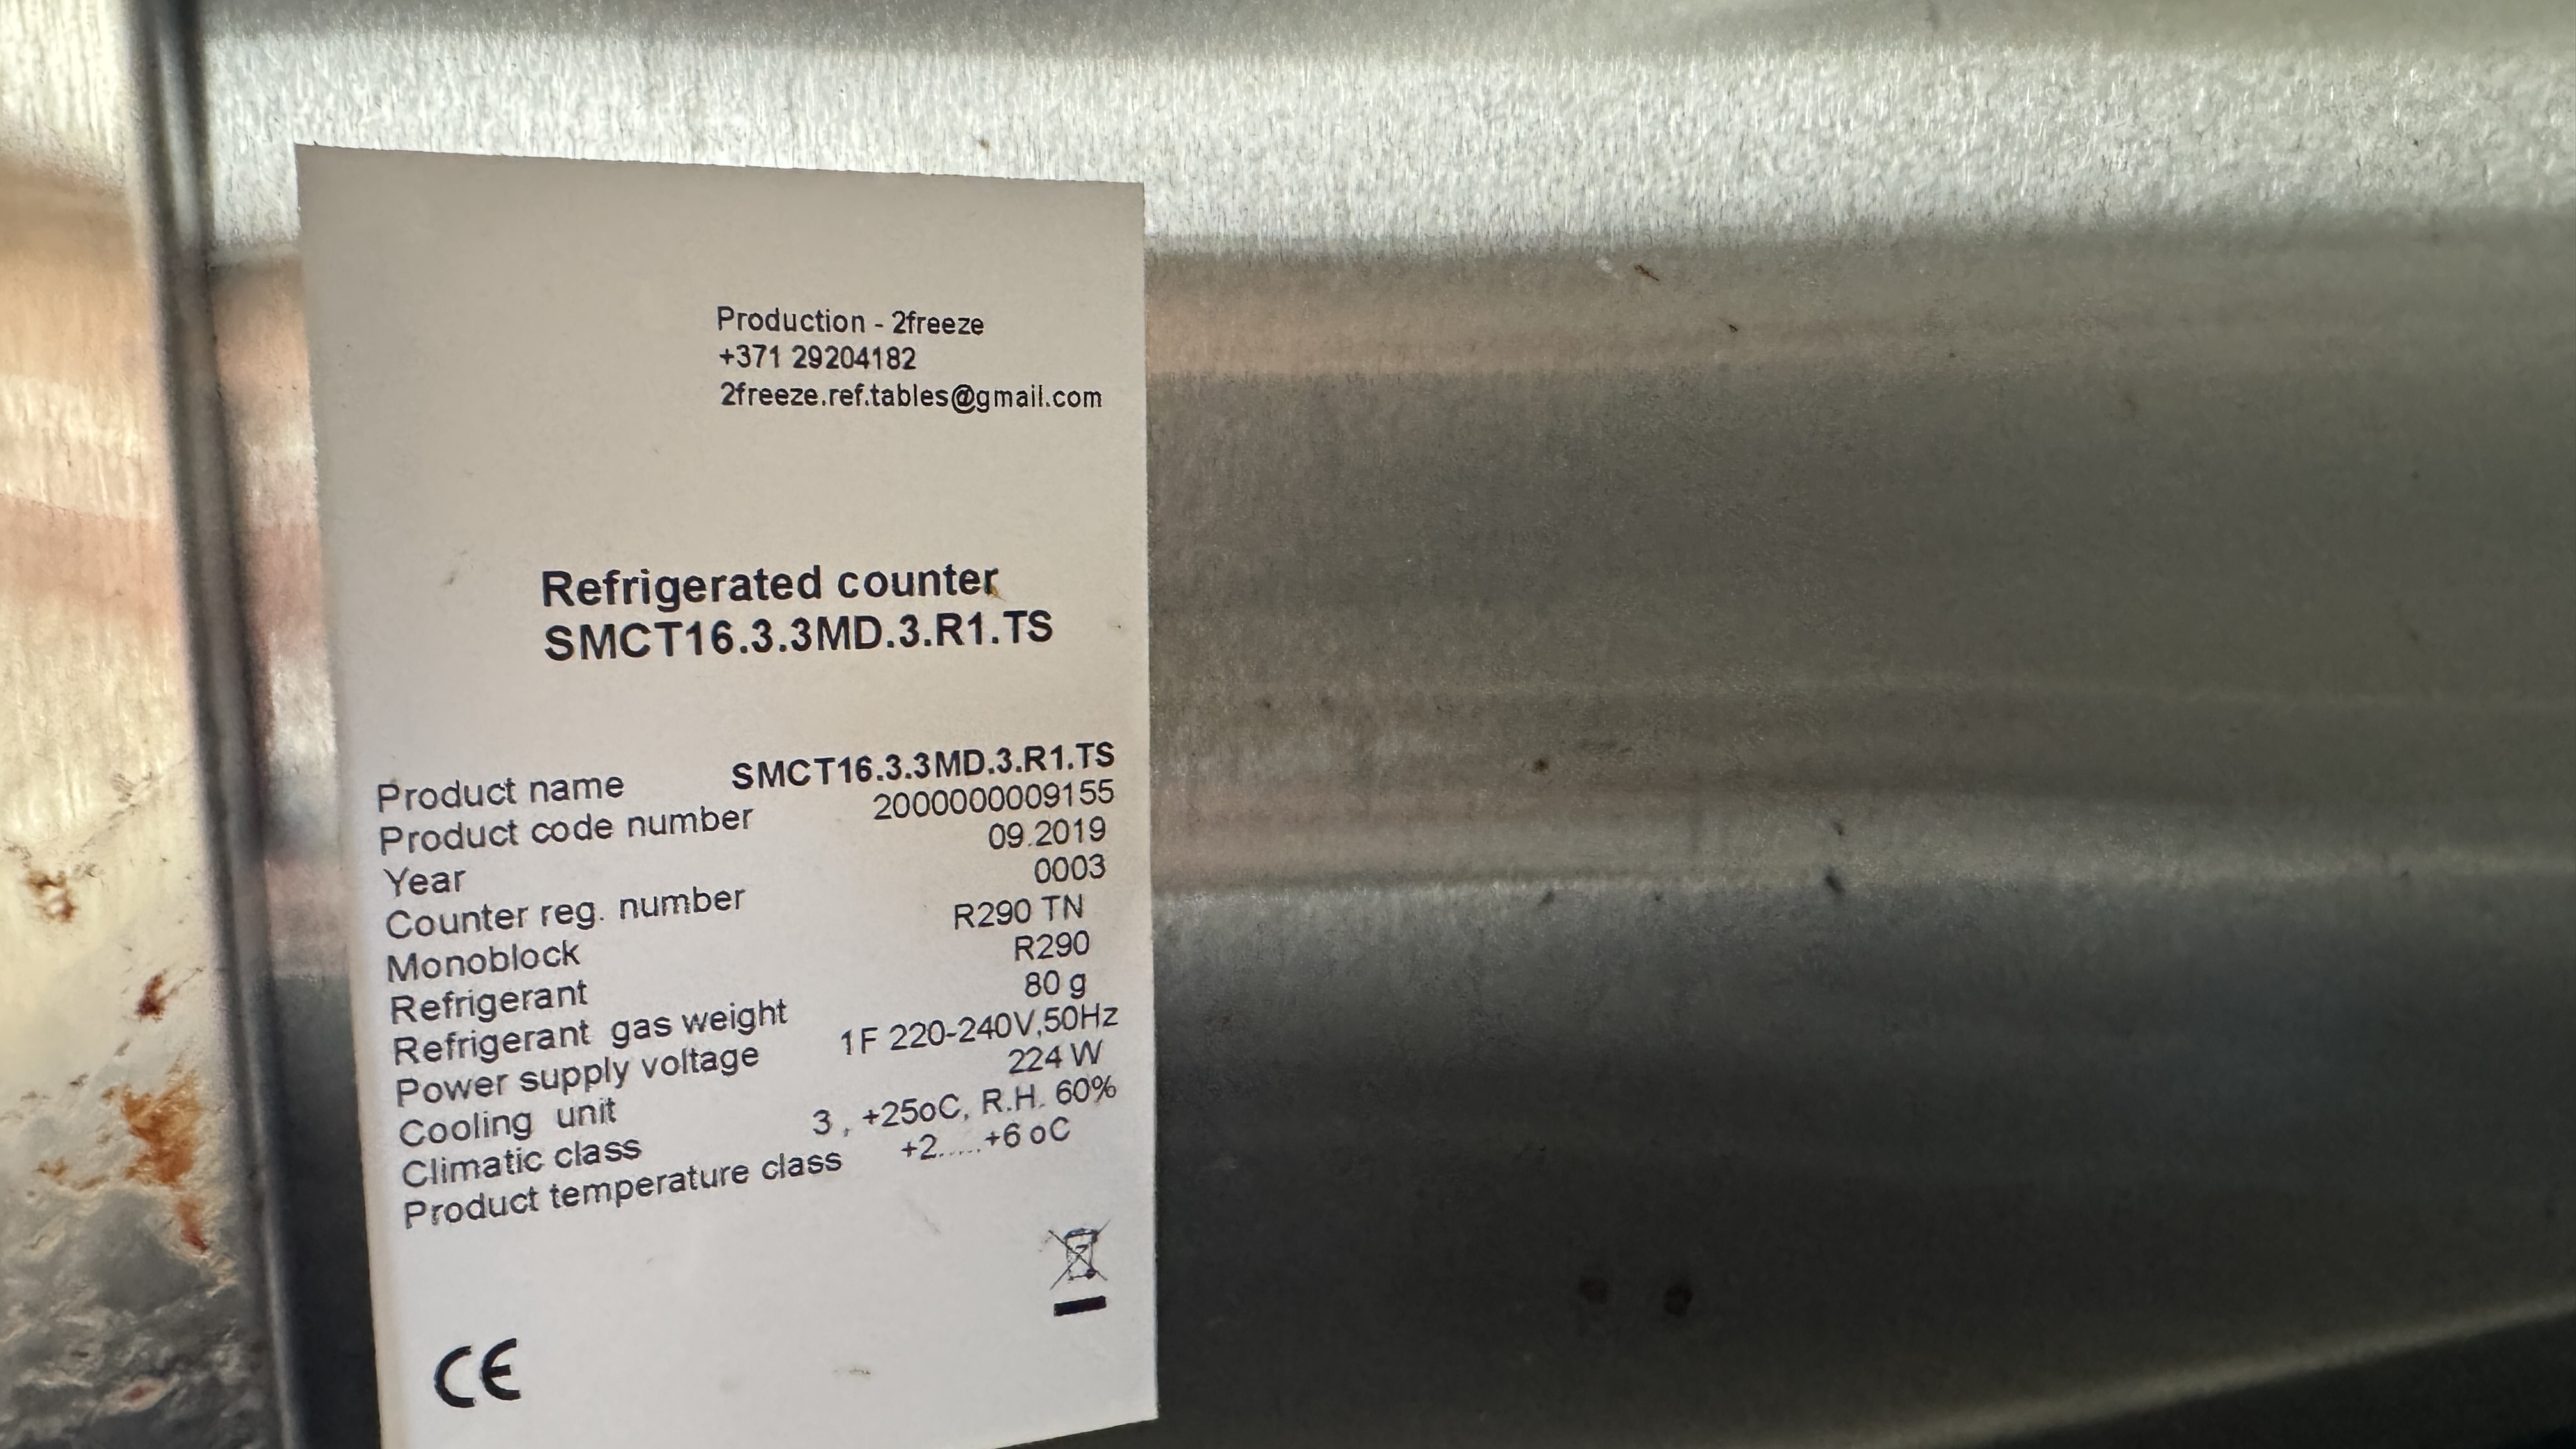 Production - 2freeze
+371 29204182
2freeze.ref.tables@gmail.com
Refrigerated counter
SMCT16.3.3MD.3.R1.TS
Product name SMCT16.3.3MD.3.R1.TS
Product code number 2000000009155
Year 09.2019
Counter reg. number 0003
Monoblock R290 TN
Refrigerant R290
Refrigerant gas weight 80 g
Power supply voltage 1F 220-240V,50Hz
Cooling unit 224 W
Climatic class 3 , +25oC, R.H. 60%
Product temperature class +2.....+6 oC
CE